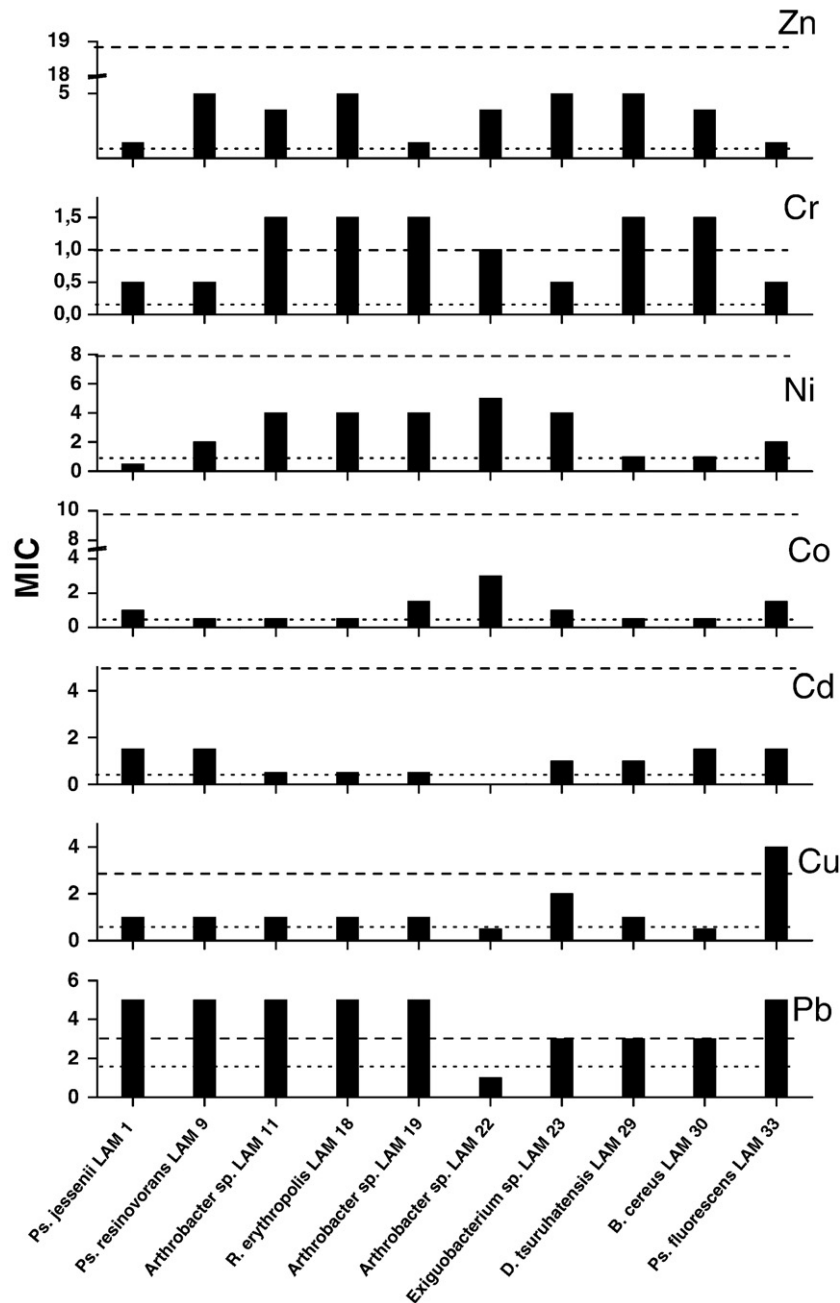 Zn
19
18
5
Cr
1,5
1,0
0,5
0,0
Ni
8
6
4
2
0
Co
10
8
4
2
0
MIC
Cd
4
2
0
Cu
4
2
0
Pb
6
4
2
0
Ps. jessenii LAM 1
Ps. resinovorans LAM 9
Arthrobacter sp. LAM 11
R. erythropolis LAM 18
Arthrobacter sp. LAM 19
Arthrobacter sp. LAM 22
Exiguobacterium sp. LAM 23
D. tsuruhatensis LAM 29
B. cereus LAM 30
Ps. fluorescens LAM 33